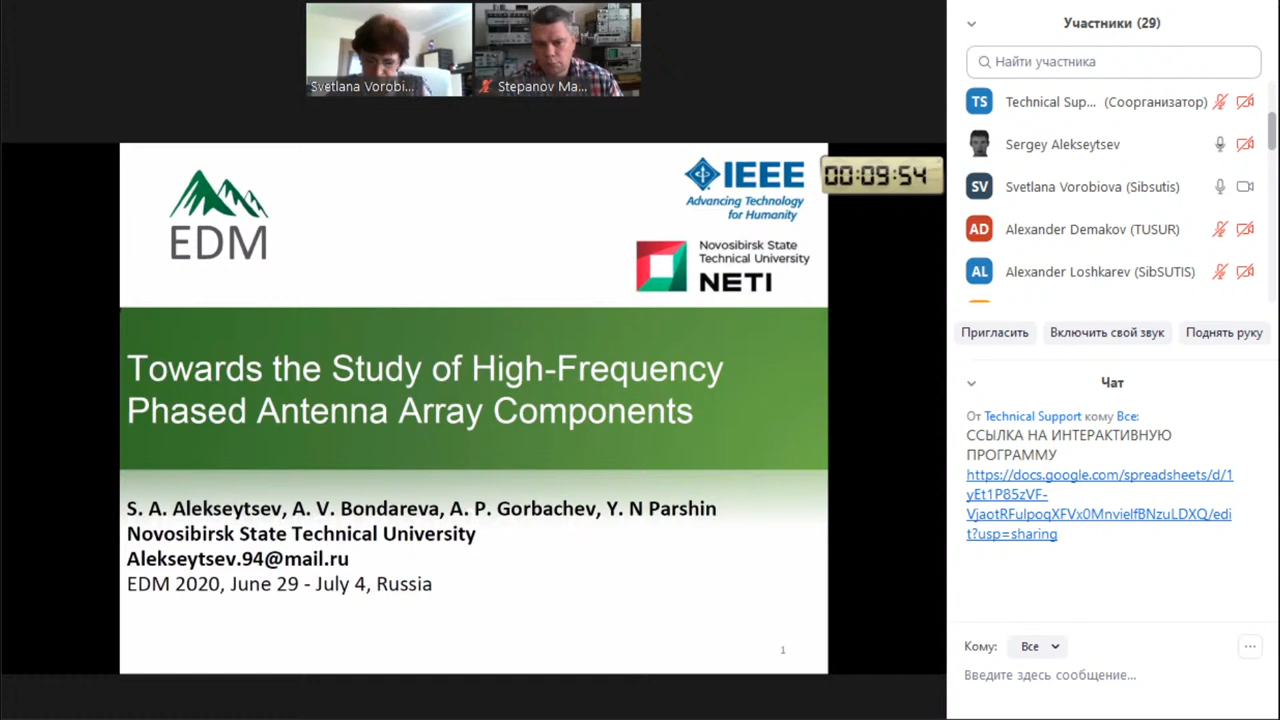 Svetlana Vorobi...
Stepanov Ma...
EDM
IEEE
Advancing Technology
for Humanity
00:09:54
Novosibirsk State
Technical University
NETI
Towards the Study of High-Frequency
Phased Antenna Array Components
S. A. Alekseytsev, A. V. Bondareva, A. P. Gorbachev, Y. N Parshin
Novosibirsk State Technical University
Alekseytsev.94@mail.ru
EDM 2020, June 29 - July 4, Russia
1
Участники (29)
Найти участника
TS Technical Sup... (Соорганизатор)
Sergey Alekseytsev
SV Svetlana Vorobiova (Sibsutis)
AD Alexander Demakov (TUSUR)
AL Alexander Loshkarev (SibSUTIS)
Пригласить Включить свой звук Поднять руку
Чат
От Technical Support кому Все:
ССЫЛКА НА ИНТЕРАКТИВНУЮ
ПРОГРАММУ
https://docs.google.com/spreadsheets/d/1
yEt1P85zVF-
VjaotRFulpoqXFVx0MnvielfBNzuLDXQ/edi
t?usp=sharing
Кому: Все
Введите здесь сообщение...